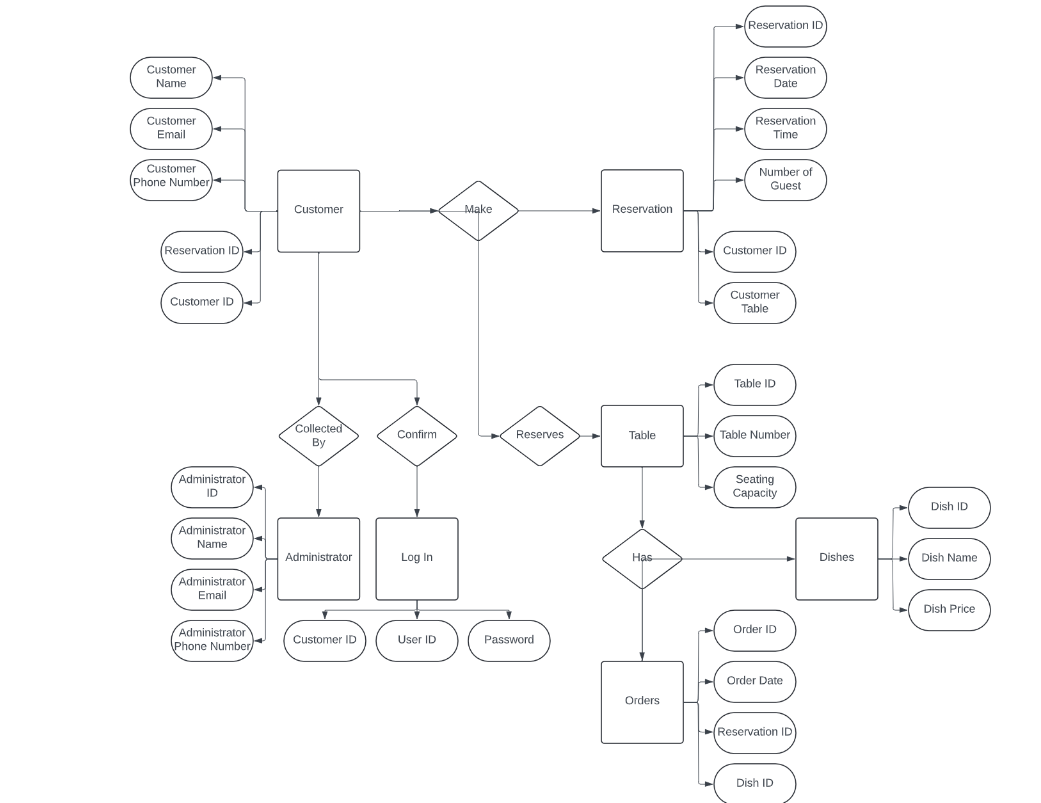 Reservation ID
Customer
Name
Reservation
Date
Customer
Email
Reservation
Time
Customer
Phone Number
Number of
Guest
Customer
Make
Reservation
Reservation ID
Customer ID
Customer ID
Customer
Table
Table ID
Collected
By
Confirm
Reserves
Table
Table Number
Administrator
ID
Seating
Capacity
Dish ID
Administrator
Name
Administrator
Log In
Has
Dishes
Dish Name
Administrator
Email
Dish Price
Administrator
Phone Number
Customer ID
User ID
Password
Order ID
Order Date
Orders
Reservation ID
Dish ID